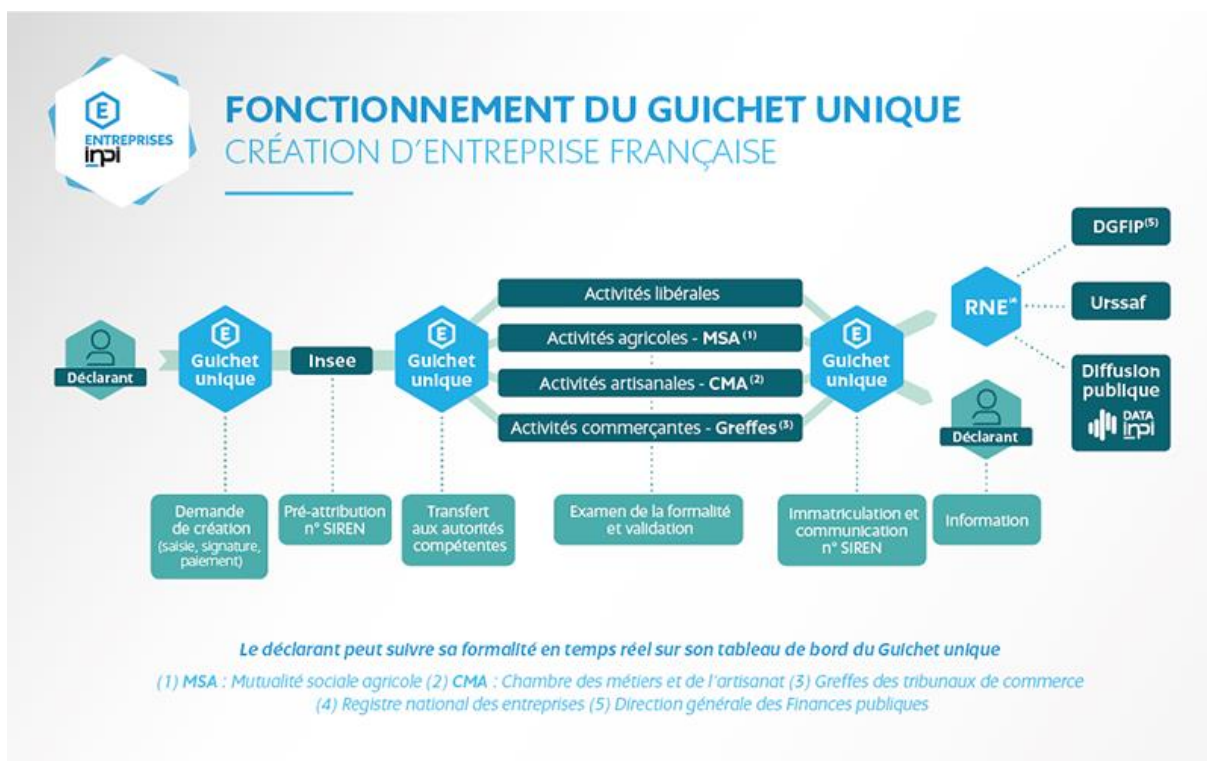 E
ENTREPRISES
inpi
FONCTIONNEMENT DU GUICHET UNIQUE
CRÉATION D'ENTREPRISE FRANÇAISE
Déclarant
E
Guichet
unique
Insee
E
Guichet
unique
Activités libérales
Activités agricoles - MSA (1)
Activités artisanales - CMA (2)
Activités commerçantes - Greffes (3)
E
Guichet
unique
RNE(4)
Déclarant
DGFIP(5)
Urssaf
Diffusion
publique
DATA
inpi
Demande
de création
(saisie, signature,
paiement)
Pré-attribution
n° SIREN
Transfert
aux autorités
compétentes
Examen de la formalité
et validation
Immatriculation et
communication
n° SIREN
Information
Le déclarant peut suivre sa formalité en temps réel sur son tableau de bord du Guichet unique
(1) MSA : Mutualité sociale agricole (2) CMA : Chambre des métiers et de l'artisanat (3) Greffes des tribunaux de commerce
(4) Registre national des entreprises (5) Direction générale des Finances publiques